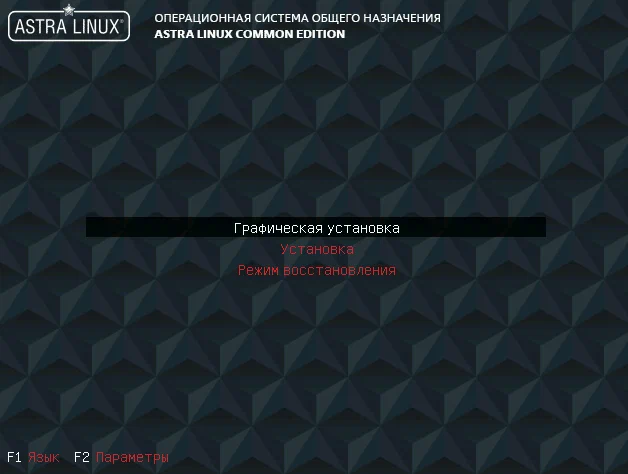 ASTRA LINUX®
ОПЕРАЦИОННАЯ СИСТЕМА ОБЩЕГО НАЗНАЧЕНИЯ
ASTRA LINUX COMMON EDITION
Графическая установка
Установка
Режим восстановления
F1 Язык F2 Параметры